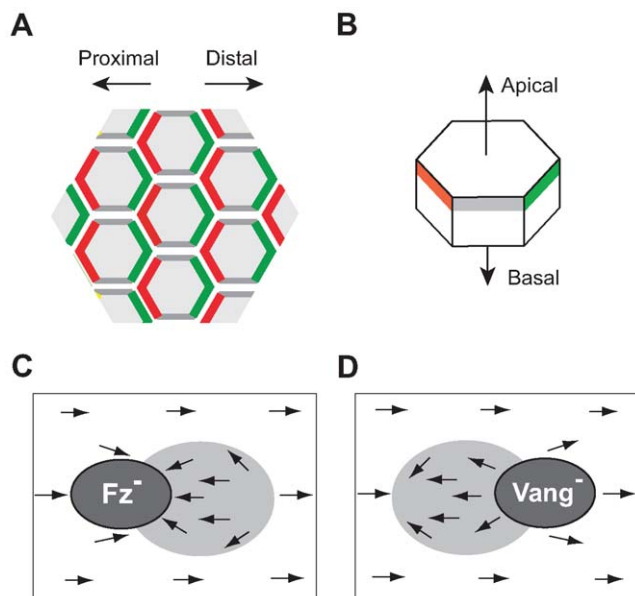 A
Proximal
Distal
B
Apical
Basal
C
Fz⁻
D
Vang⁻